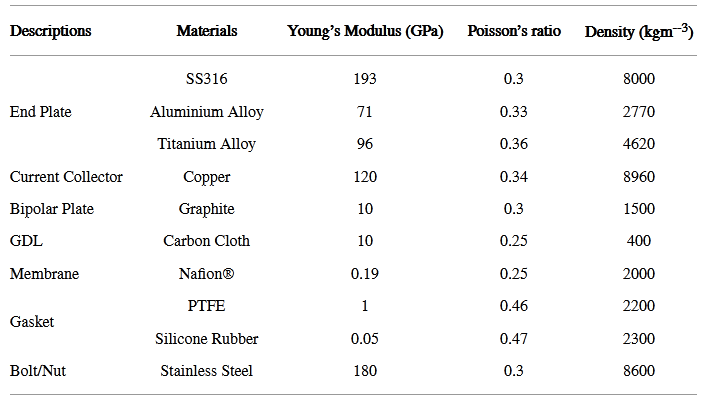 Descriptions Materials Young's Modulus (GPa) Poisson's ratio Density (kgm--3)
SS316 193 0.3 8000
End Plate Aluminium Alloy 71 0.33 2770
Titanium Alloy 96 0.36 4620
Current Collector Copper 120 0.34 8960
Bipolar Plate Graphite 10 0.3 1500
GDL Carbon Cloth 10 0.25 400
Membrane Nafion® 0.19 0.25 2000
PTFE 1 0.46 2200
Gasket
Silicone Rubber 0.05 0.47 2300
Bolt/Nut Stainless Steel 180 0.3 8600